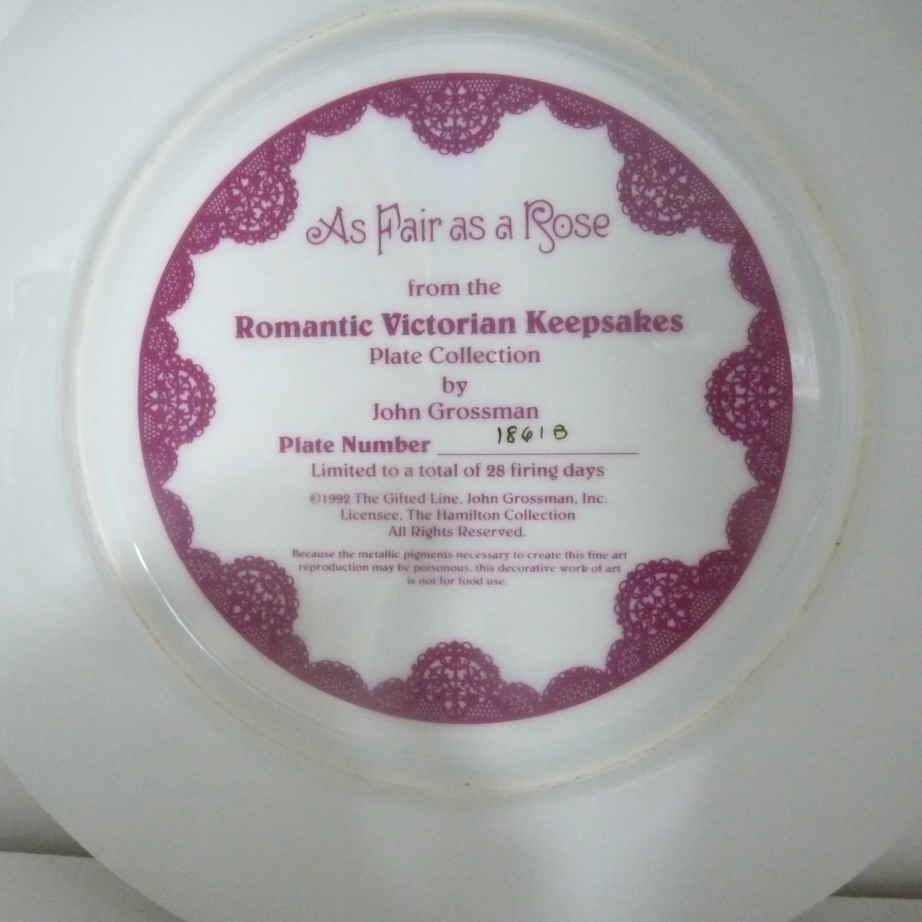 As Fair as a Rose
from the
Romantic Victorian Keepsakes
Plate Collection
by
John Grossman
Plate Number 1861B
Limited to a total of 28 firing days
©1992 The Gifted Line, John Grossman, Inc.
Licensee, The Hamilton Collection
All Rights Reserved.
Because the metallic pigments necessary to create this fine art
reproduction may be poisonous, this decorative work of art
is not for food use.